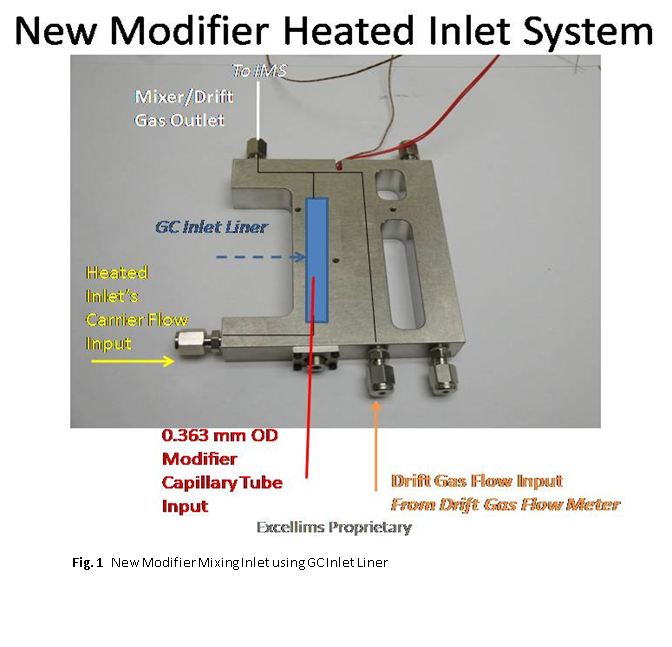 New Modifier Heated Inlet System
To IMS
Mixer/Drift
Gas Outlet
GC Inlet Liner
Heated
Inlet's
Carrier Flow
Input
0.363 mm OD
Modifier
Capillary Tube
Input
Drift Gas Flow Input
From Drift Gas Flow Meter
Excellims Proprietary
Fig. 1 New Modifier Mixing Inlet using GC Inlet Liner